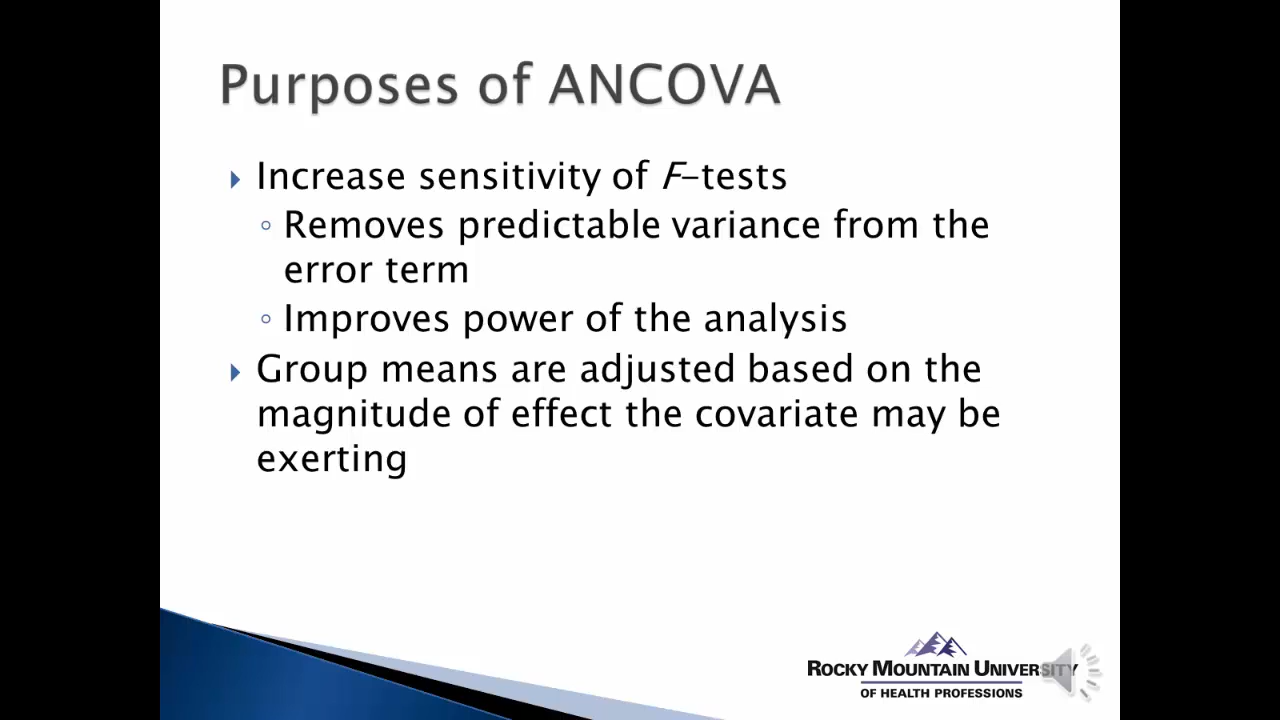 Purposes of ANCOVA
Increase sensitivity of F-tests
Removes predictable variance from the
error term
Improves power of the analysis
Group means are adjusted based on the
magnitude of effect the covariate may be
exerting
ROCKY MOUNTAIN UNIVERSITY
OF HEALTH PROFESSIONS